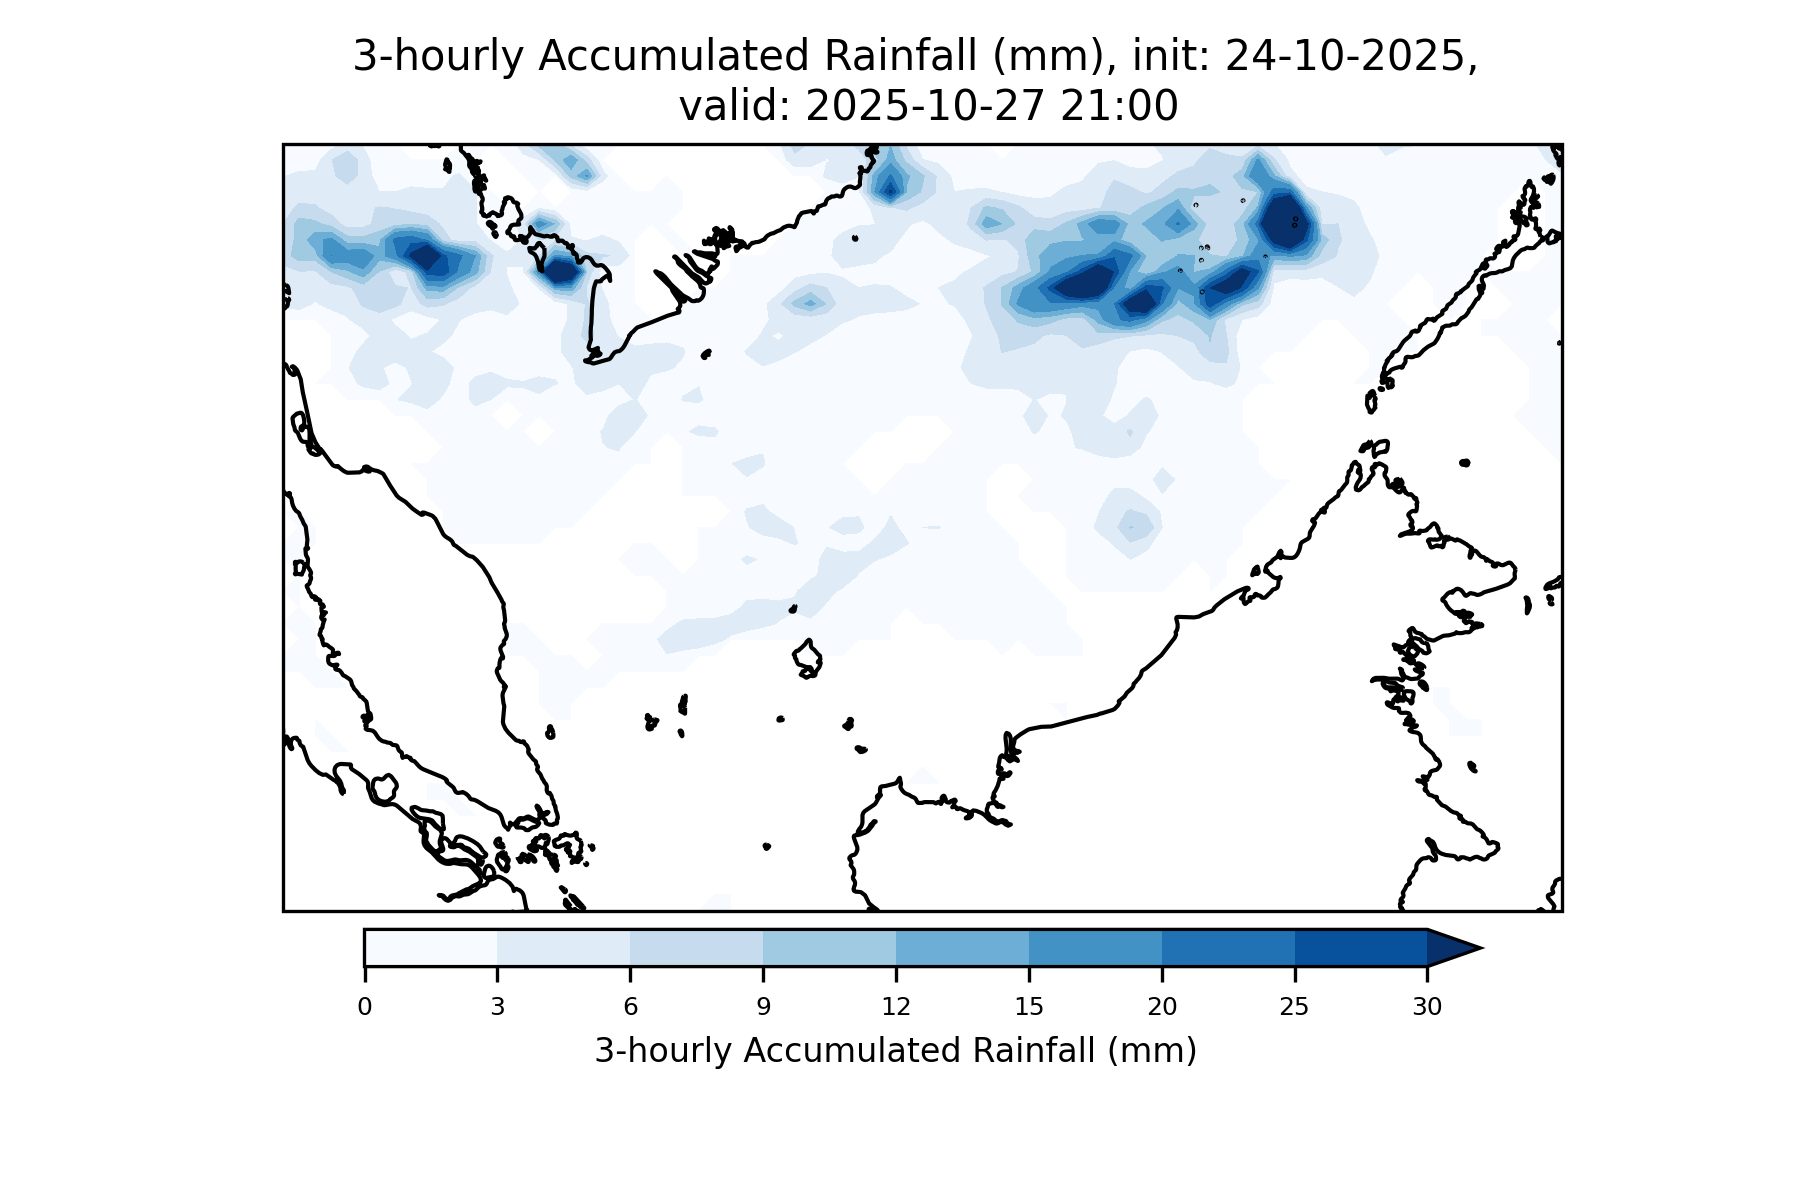 3-hourly Accumulated Rainfall (mm), init: 24-10-2025,
valid: 2025-10-27 21:00
0 3 6 9 12 15 20 25 30
3-hourly Accumulated Rainfall (mm)